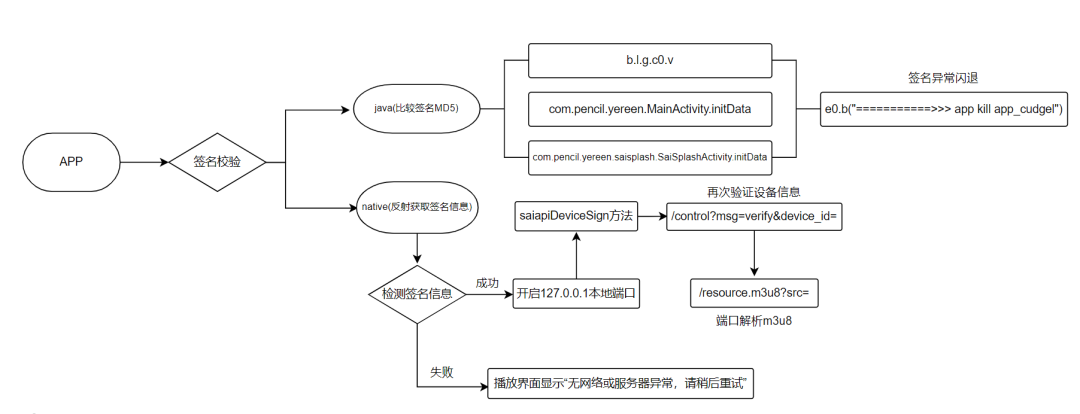 APP
签名校验
java(比较签名MD5)
b.l.g.c0.v
com.pencil.yereen.MainActivity.initData
com.pencil.yereen.saisplash.SaiSplashActivity.initData
签名异常闪退
e0.b("===========>>> app kill app_cudgel")
native(反射获取签名信息)
检测签名信息
成功
开启127.0.0.1本地端口
saiapiDeviceSign方法
再次验证设备信息
/control?msg=verify&device_id=
/resource.m3u8?src=
端口解析m3u8
失败
播放界面显示“无网络或服务器异常，请稍后重试”